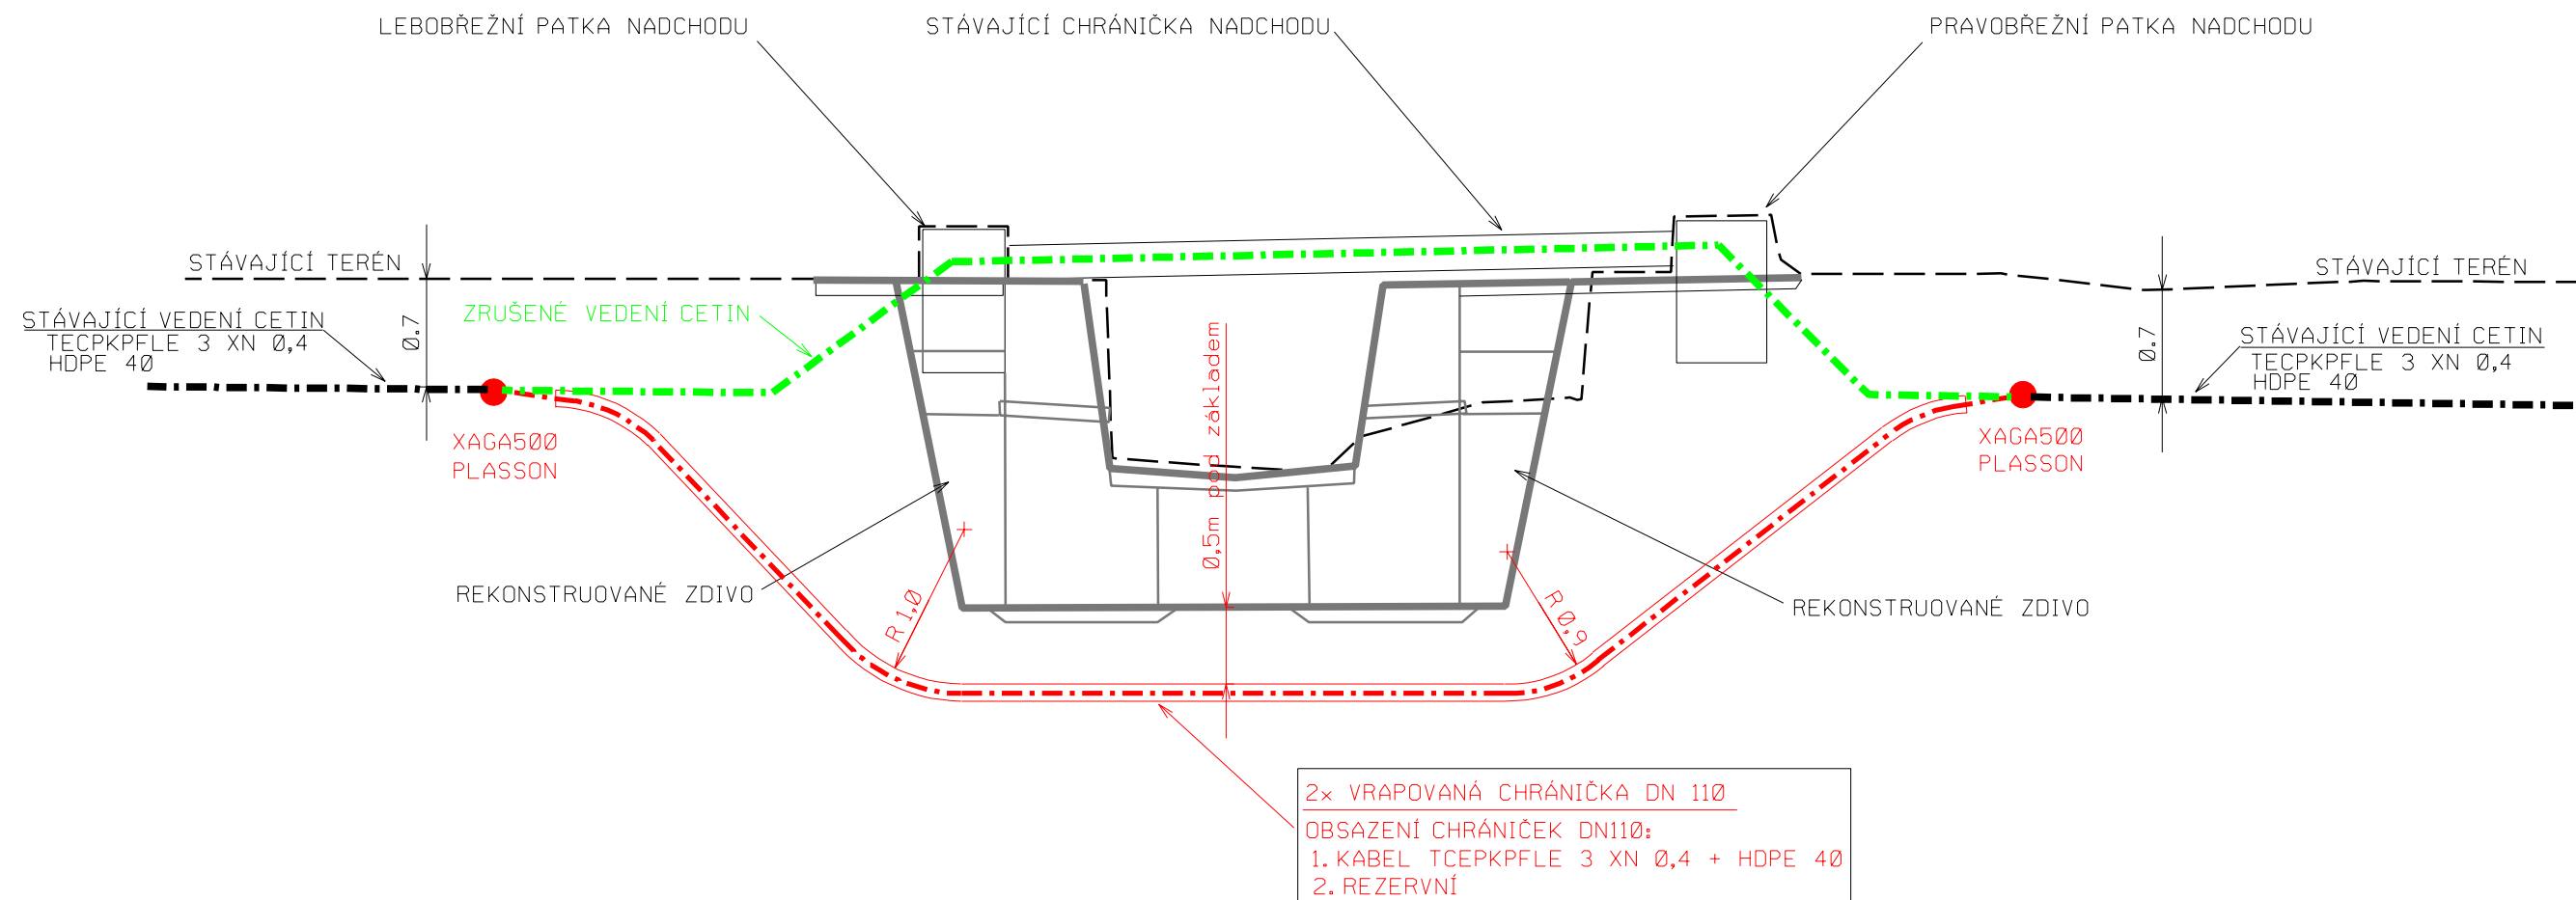 LEBOBŘEŽNÍ PATKA NADCHODU
STÁVAJÍCÍ CHRÁNIČKA NADCHODU
PRAVOBŘEŽNÍ PATKA NADCHODU
STÁVAJÍCÍ TERÉN
STÁVAJÍCÍ TERÉN
ZRUŠENÉ VEDENÍ CETIN
STÁVAJÍCÍ VEDENÍ CETIN
TECPKPFLE 3 XN 0,4
HDPE 40
0.7
0.7
STÁVAJÍCÍ VEDENÍ CETIN
TECPKPFLE 3 XN 0,4
HDPE 40
XAGA500
PLASSON
0,5m pod základem
XAGA500
PLASSON
REKONSTRUOVANÉ ZDIVO
R 1,0
R 0,9
REKONSTRUOVANÉ ZDIVO
2x VRAPOVANÁ CHRÁNIČKA DN 110
OBSAZENÍ CHRÁNIČEK DN110:
1. KABEL TCEPKPFLE 3 XN 0,4 + HDPE 40
2. REZERVNÍ